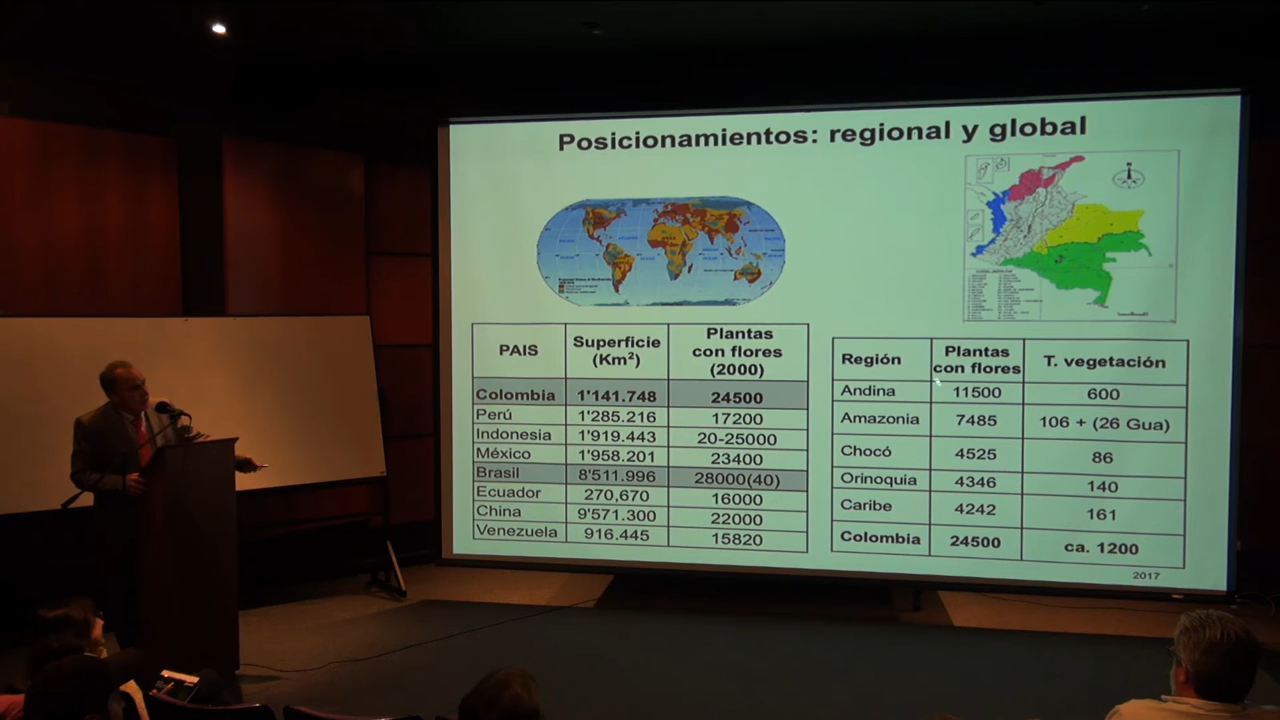 Posicionamientos: regional y global
PAIS Superficie (Km²) Plantas con flores (2000)
Colombia 1'141.748 24500
Perú 1'285.216 17200
Indonesia 1'919.443 20-25000
México 1'958.201 23400
Brasil 8'511.996 28000(40)
Ecuador 270,670 16000
China 9'571.300 22000
Venezuela 916.445 15820
Región Plantas con flores T. vegetación
Andina 11500 600
Amazonia 7485 106 + (26 Gua)
Chocó 4525 86
Orinoquia 4346 140
Caribe 4242 161
Colombia 24500 ca. 1200
2017